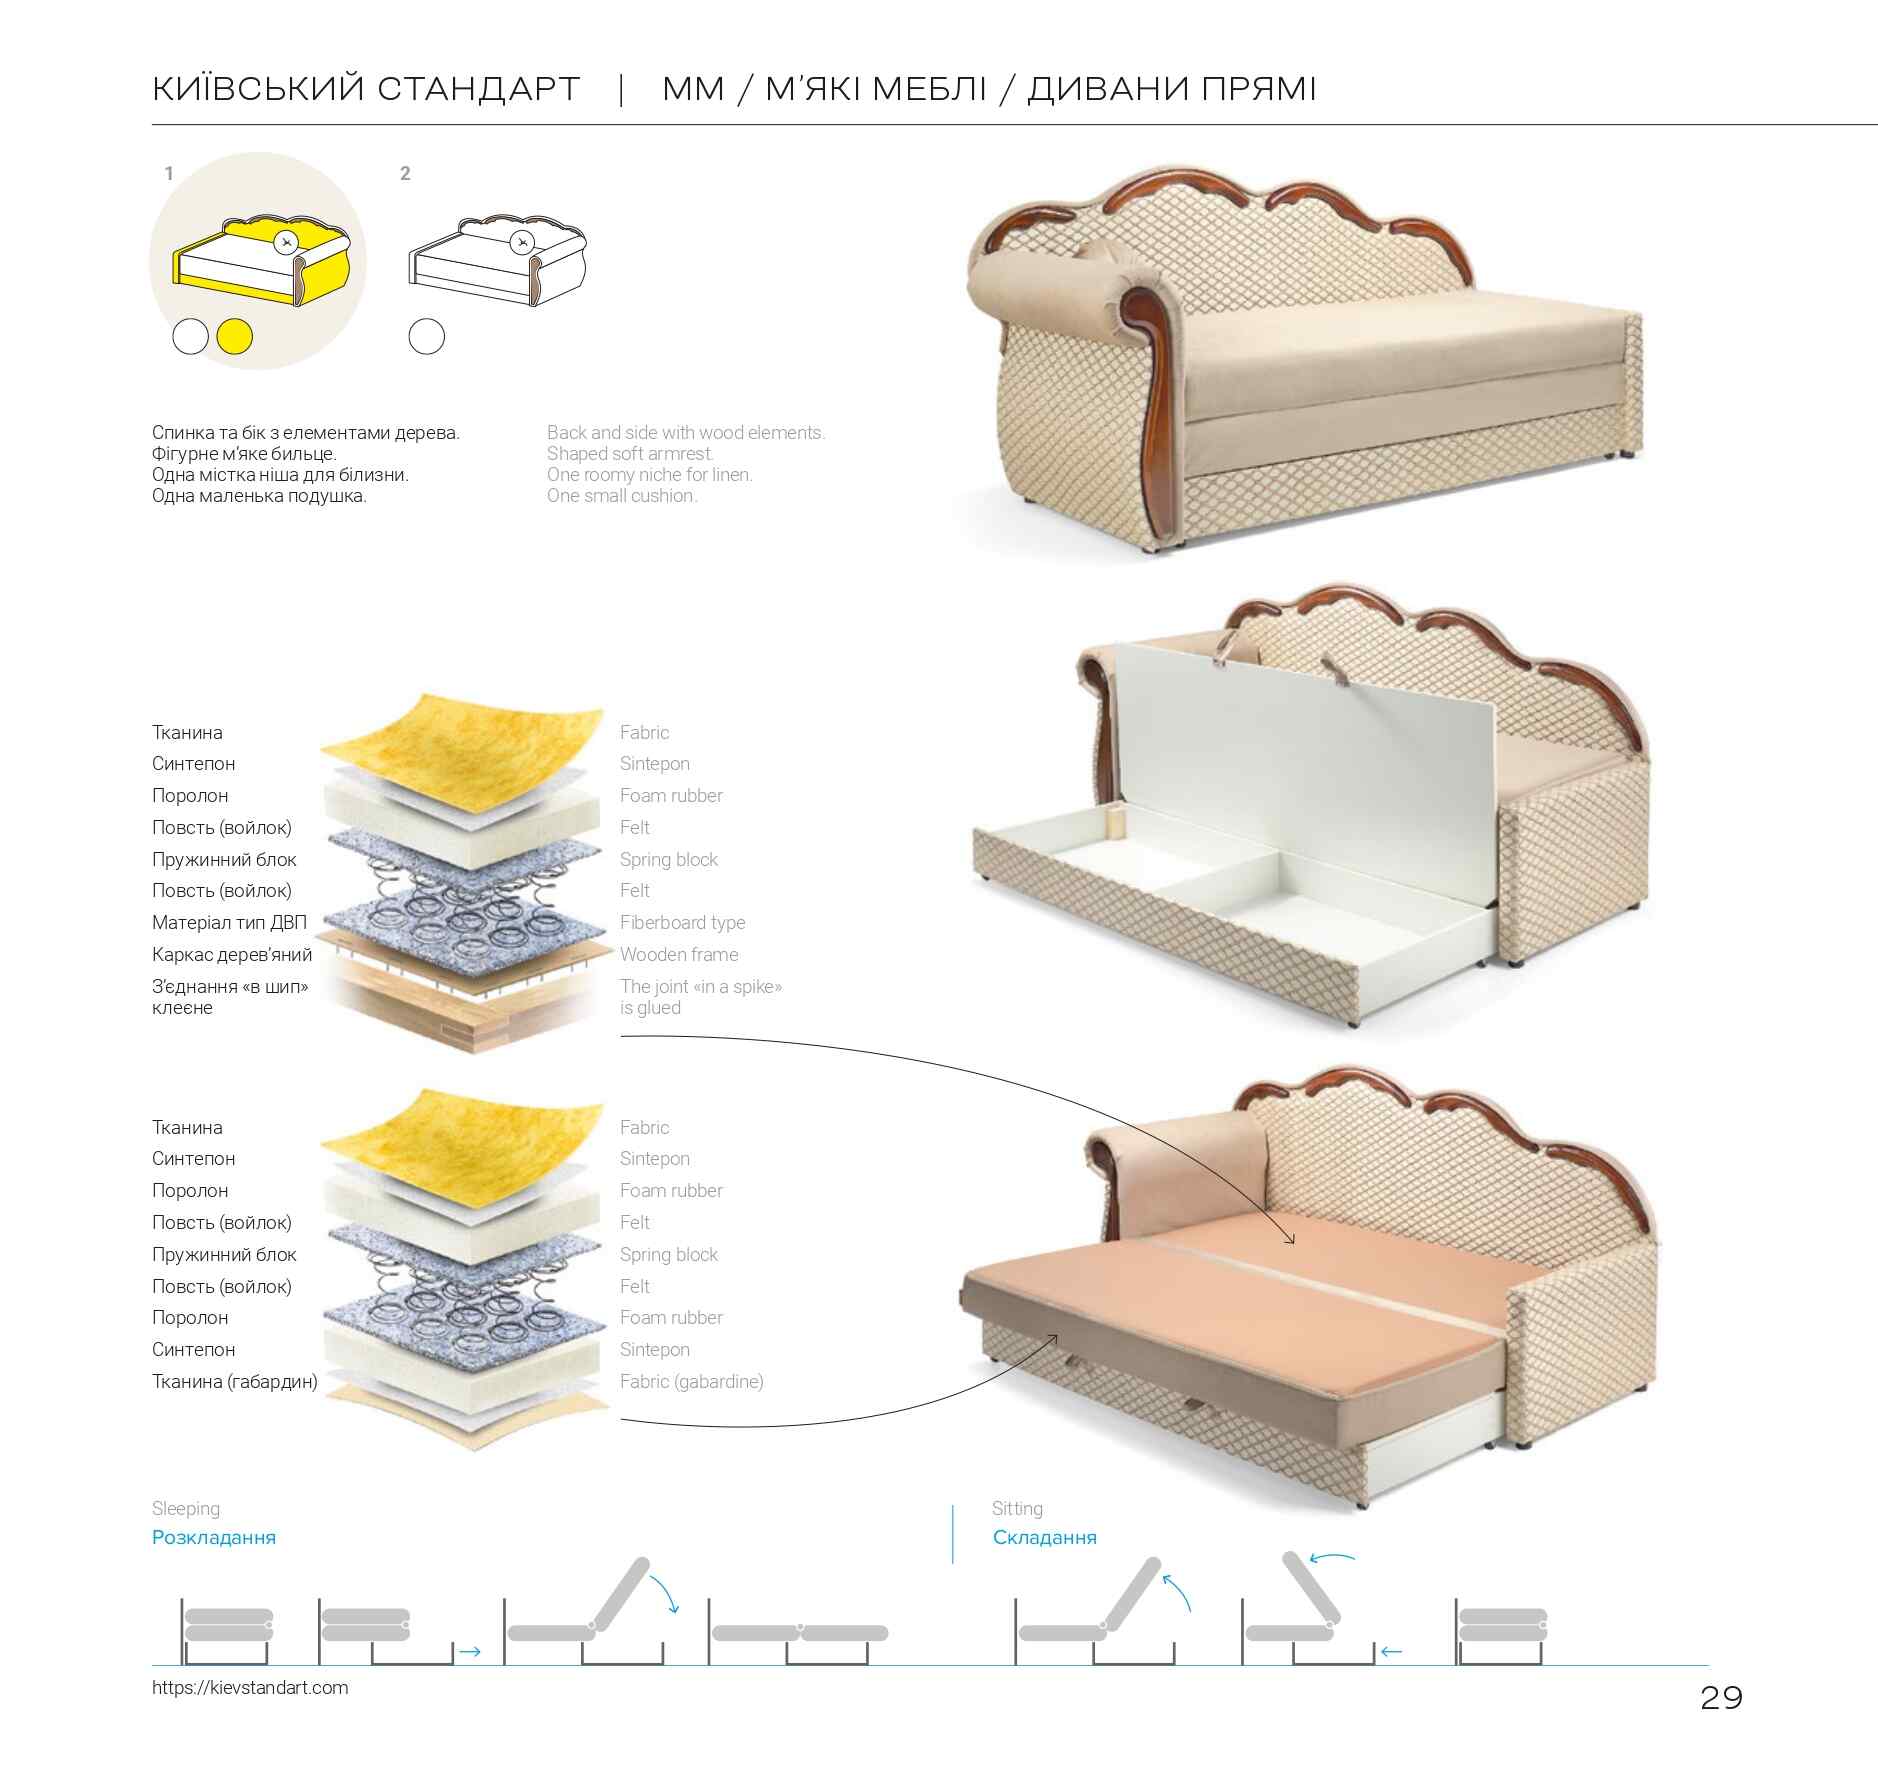 КИЇВСЬКИЙ СТАНДАРТ | ММ / М’ЯКІ МЕБЛІ / ДИВАНИ ПРЯМІ
1
2
Спинка та бік з елементами дерева.
Фігурне м’яке бильце.
Одна містка ніша для білизни.
Одна маленька подушка.
Back and side with wood elements.
Shaped soft armrest.
One roomy niche for linen.
One small cushion.
Тканина
Синтепон
Поролон
Повсть (войлок)
Пружинний блок
Повсть (войлок)
Матеріал тип ДВП
Каркас дерев’яний
З’єднання «в шип»
клеєне
Fabric
Sintepon
Foam rubber
Felt
Spring block
Felt
Fiberboard type
Wooden frame
The joint «in a spike»
is glued
Тканина
Синтепон
Поролон
Повсть (войлок)
Пружинний блок
Повсть (войлок)
Поролон
Синтепон
Тканина (габардин)
Fabric
Sintepon
Foam rubber
Felt
Spring block
Felt
Foam rubber
Sintepon
Fabric (gabardine)
Sleeping
Розкладання
Sitting
Складання
https://kievstandart.com
29